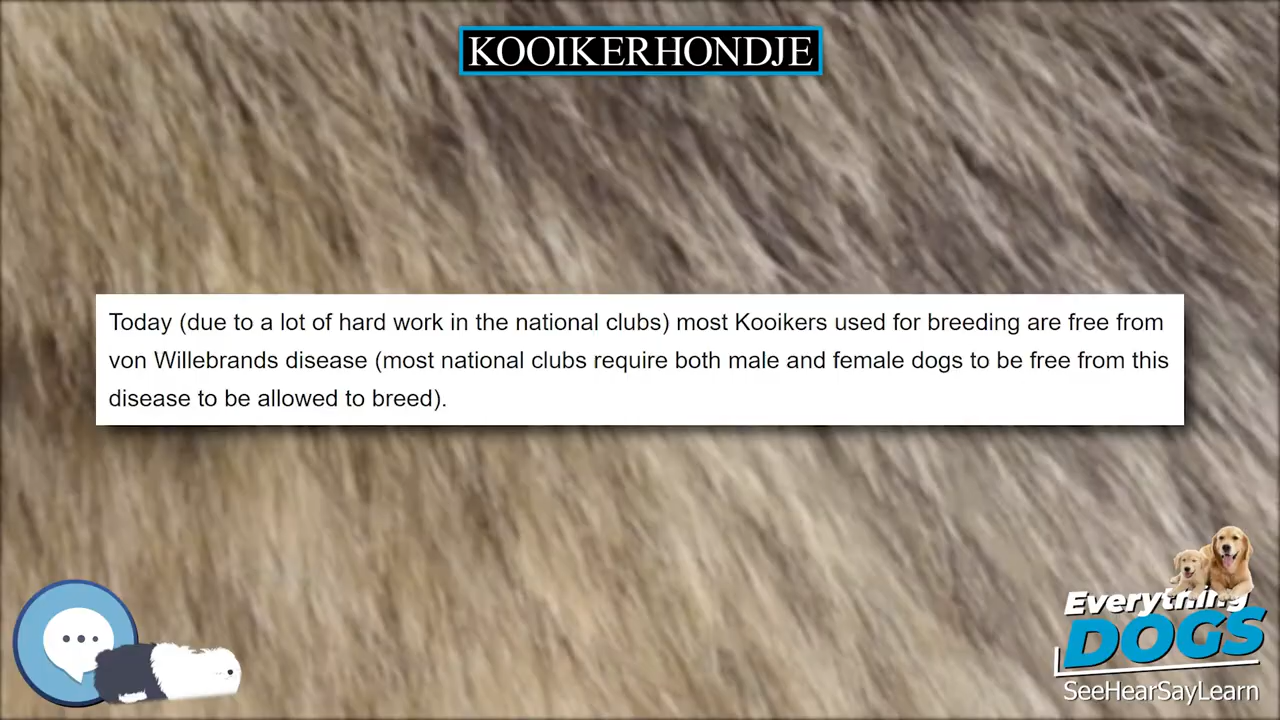 KOOIKERHONDJE
Today (due to a lot of hard work in the national clubs) most Kooikers used for breeding are free from
von Willebrands disease (most national clubs require both male and female dogs to be free from this
disease to be allowed to breed).
Everything
DOGS
SeeHearSayLearn